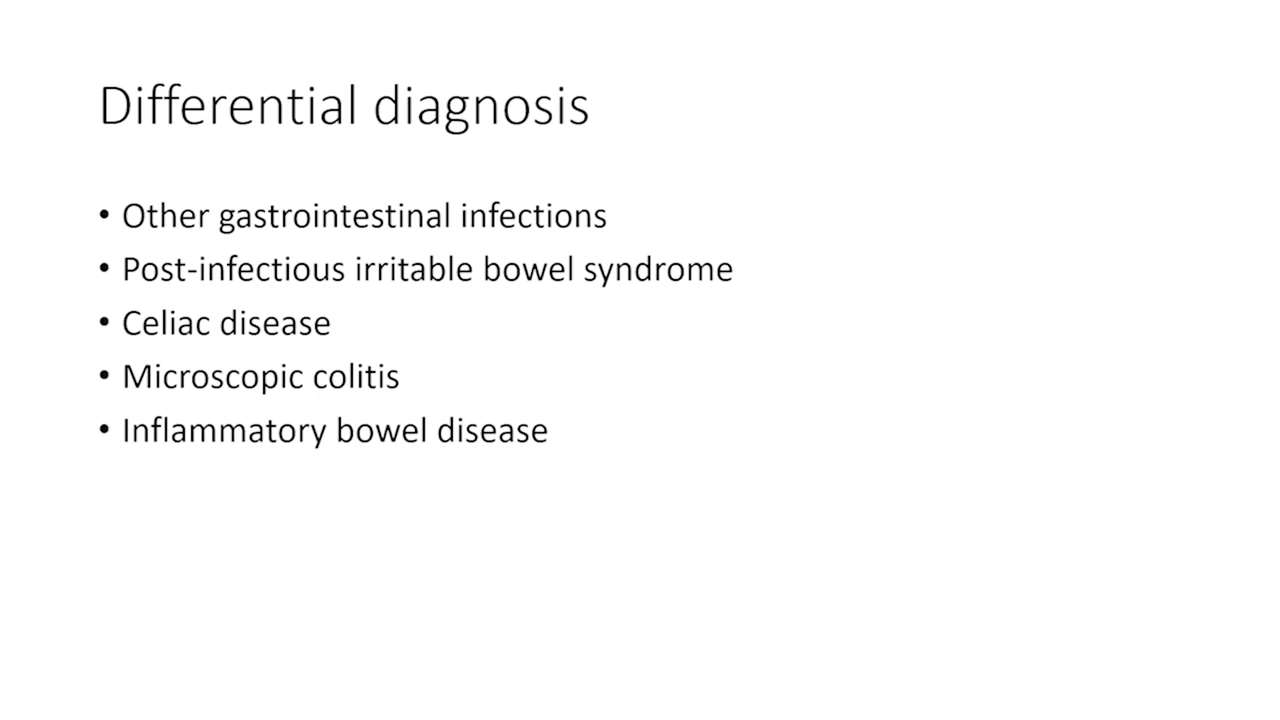 Differential diagnosis
• Other gastrointestinal infections
• Post-infectious irritable bowel syndrome
• Celiac disease
• Microscopic colitis
• Inflammatory bowel disease